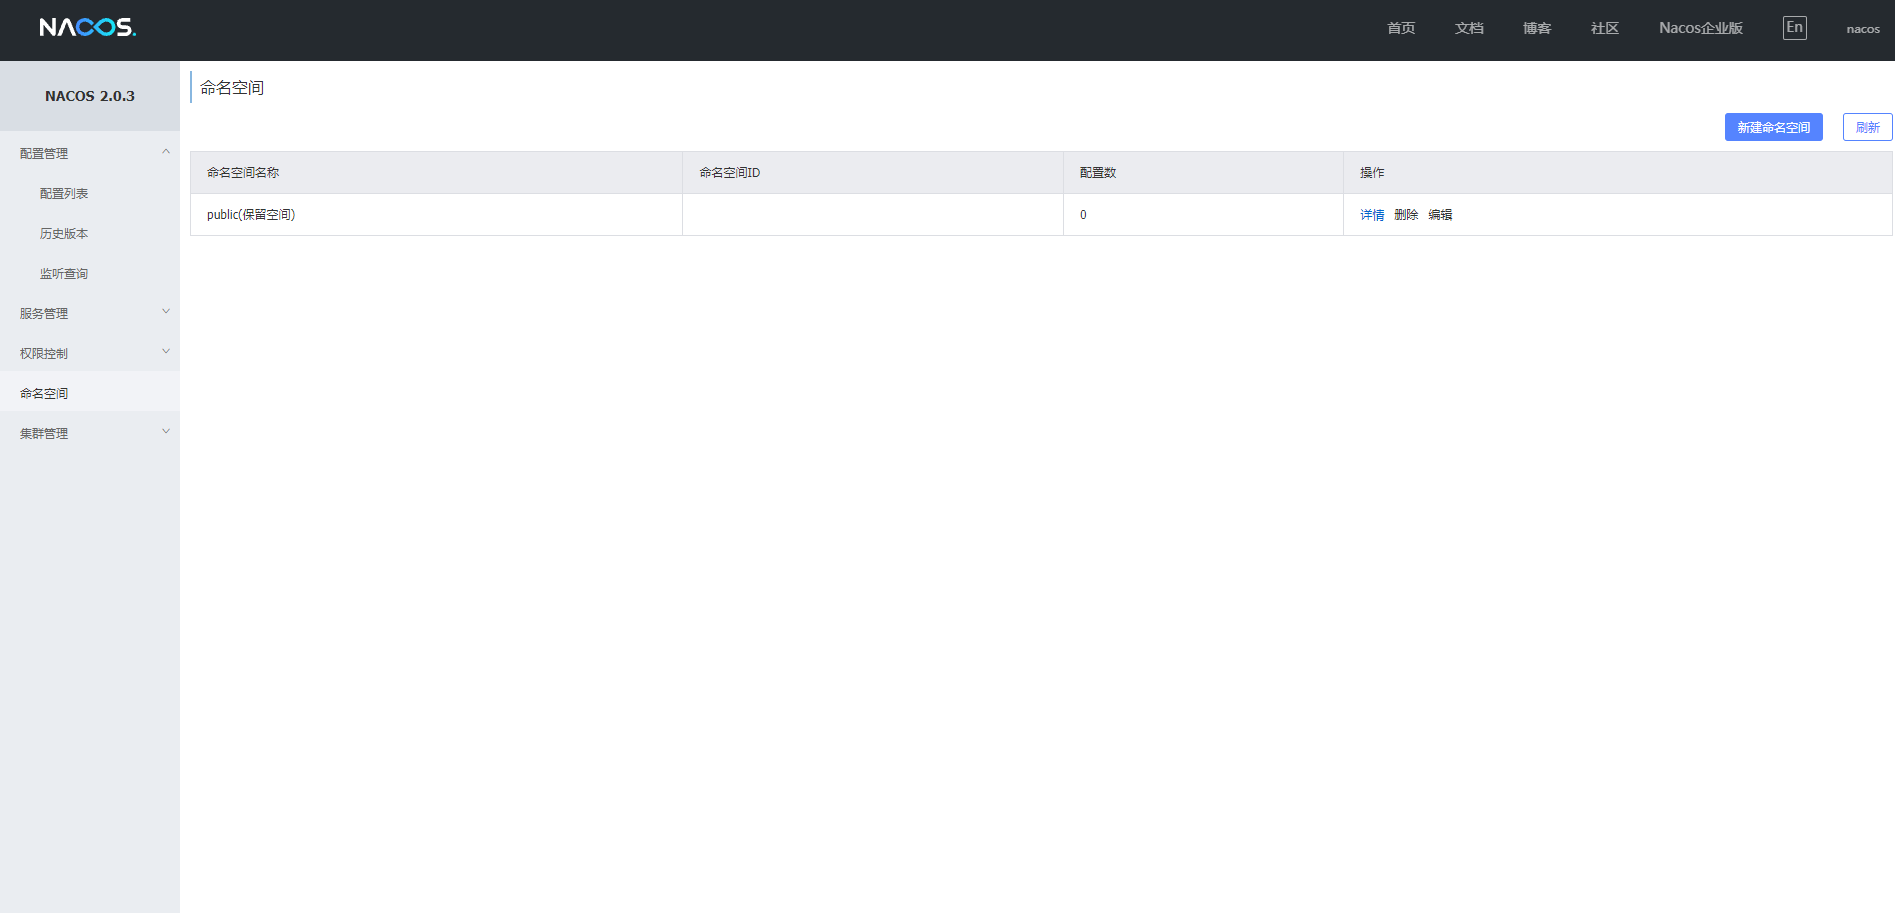 NACOS.
首页 文档 博客 社区 Nacos企业版 En nacos
NACOS 2.0.3
配置管理
配置列表
历史版本
监听查询
服务管理
权限控制
命名空间
集群管理
命名空间
新建命名空间 刷新
命名空间名称 命名空间ID 配置数 操作
public(保留空间) 0 详情 删除 编辑